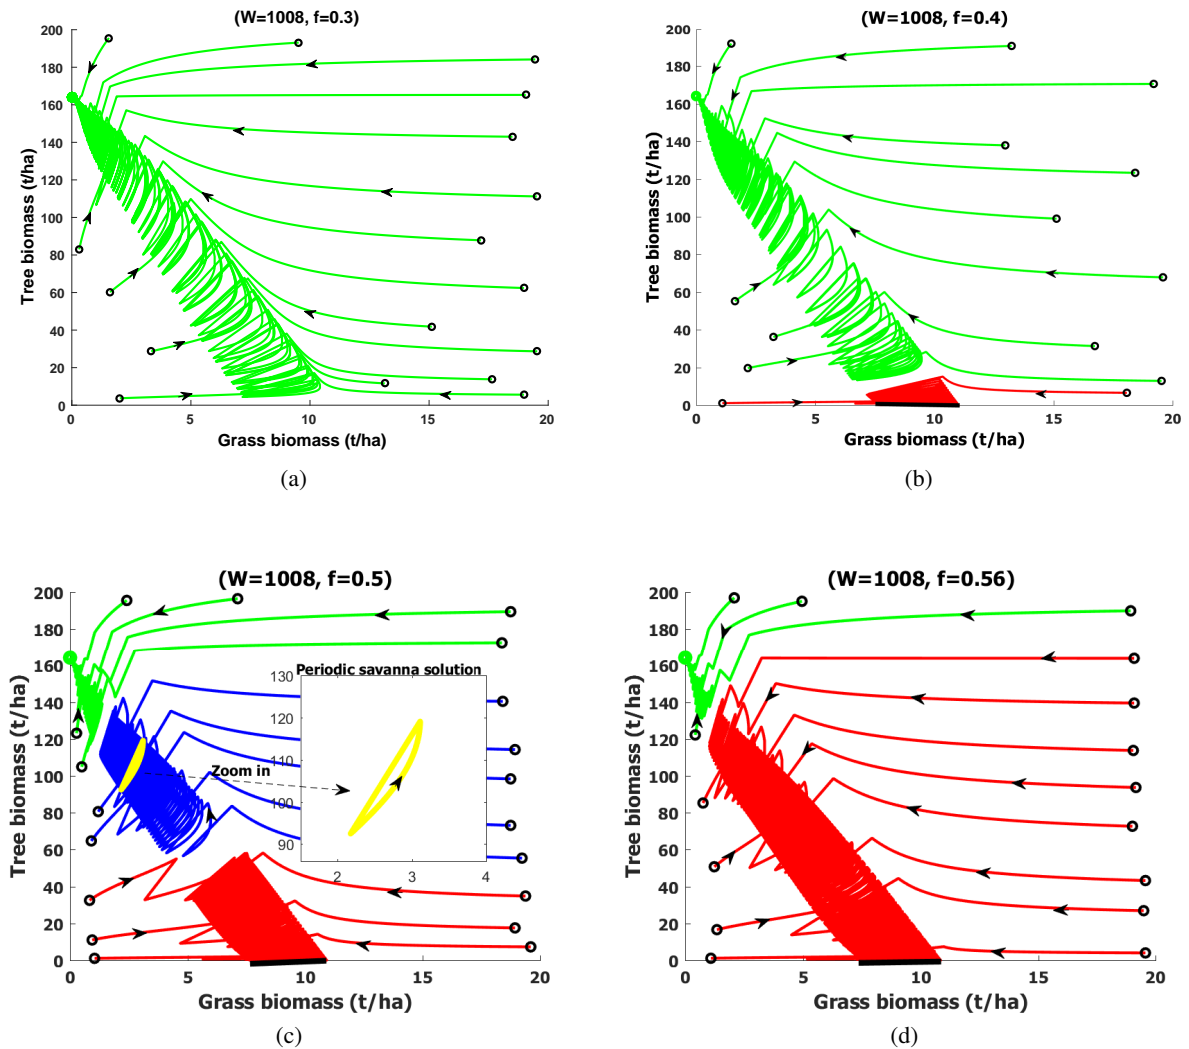 (W=1008, f=0.3)
Tree biomass (t/ha)
200
180
160
140
120
100
80
60
40
20
0
0 5 10 15 20
Grass biomass (t/ha)
(a)
(W=1008, f=0.4)
Tree biomass (t/ha)
200
180
160
140
120
100
80
60
40
20
0
0 5 10 15 20
Grass biomass (t/ha)
(b)
(W=1008, f=0.5)
Tree biomass (t/ha)
200
180
160
140
120
100
80
60
40
20
0
Periodic savanna solution
130
120
110
100
90
2 3 4
Zoom in
0 5 10 15 20
Grass biomass (t/ha)
(c)
(W=1008, f=0.56)
Tree biomass (t/ha)
200
180
160
140
120
100
80
60
40
20
0
0 5 10 15 20
Grass biomass (t/ha)
(d)